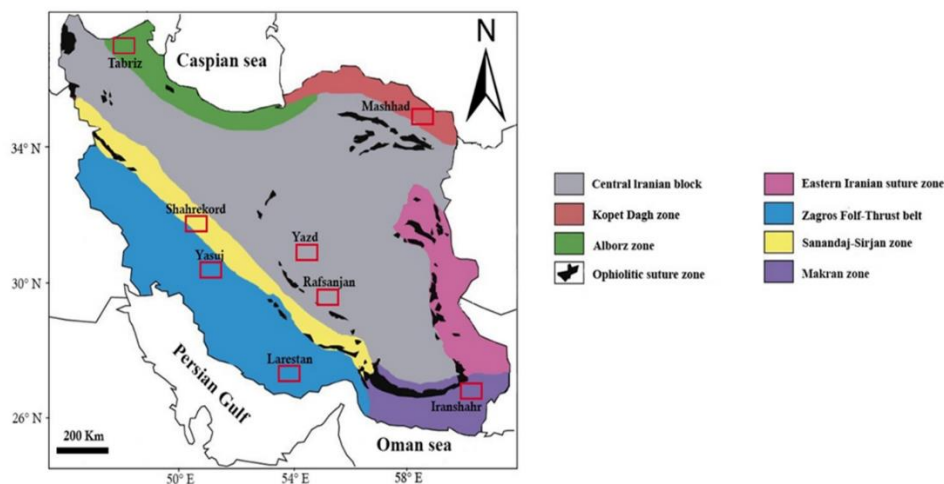 N
Caspian sea
Tabriz
Mashhad
34° N
Shahrekord
Yazd
Yasuj
30° N
Rafsanjan
Larestan
Persian Gulf
Iranshahr
26° N
200 Km
Oman sea
50° E
54° E
58° E
Central Iranian block
Kopet Dagh zone
Alborz zone
Ophiolitic suture zone
Eastern Iranian suture zone
Zagros Folf-Thrust belt
Sanandaj-Sirjan zone
Makran zone